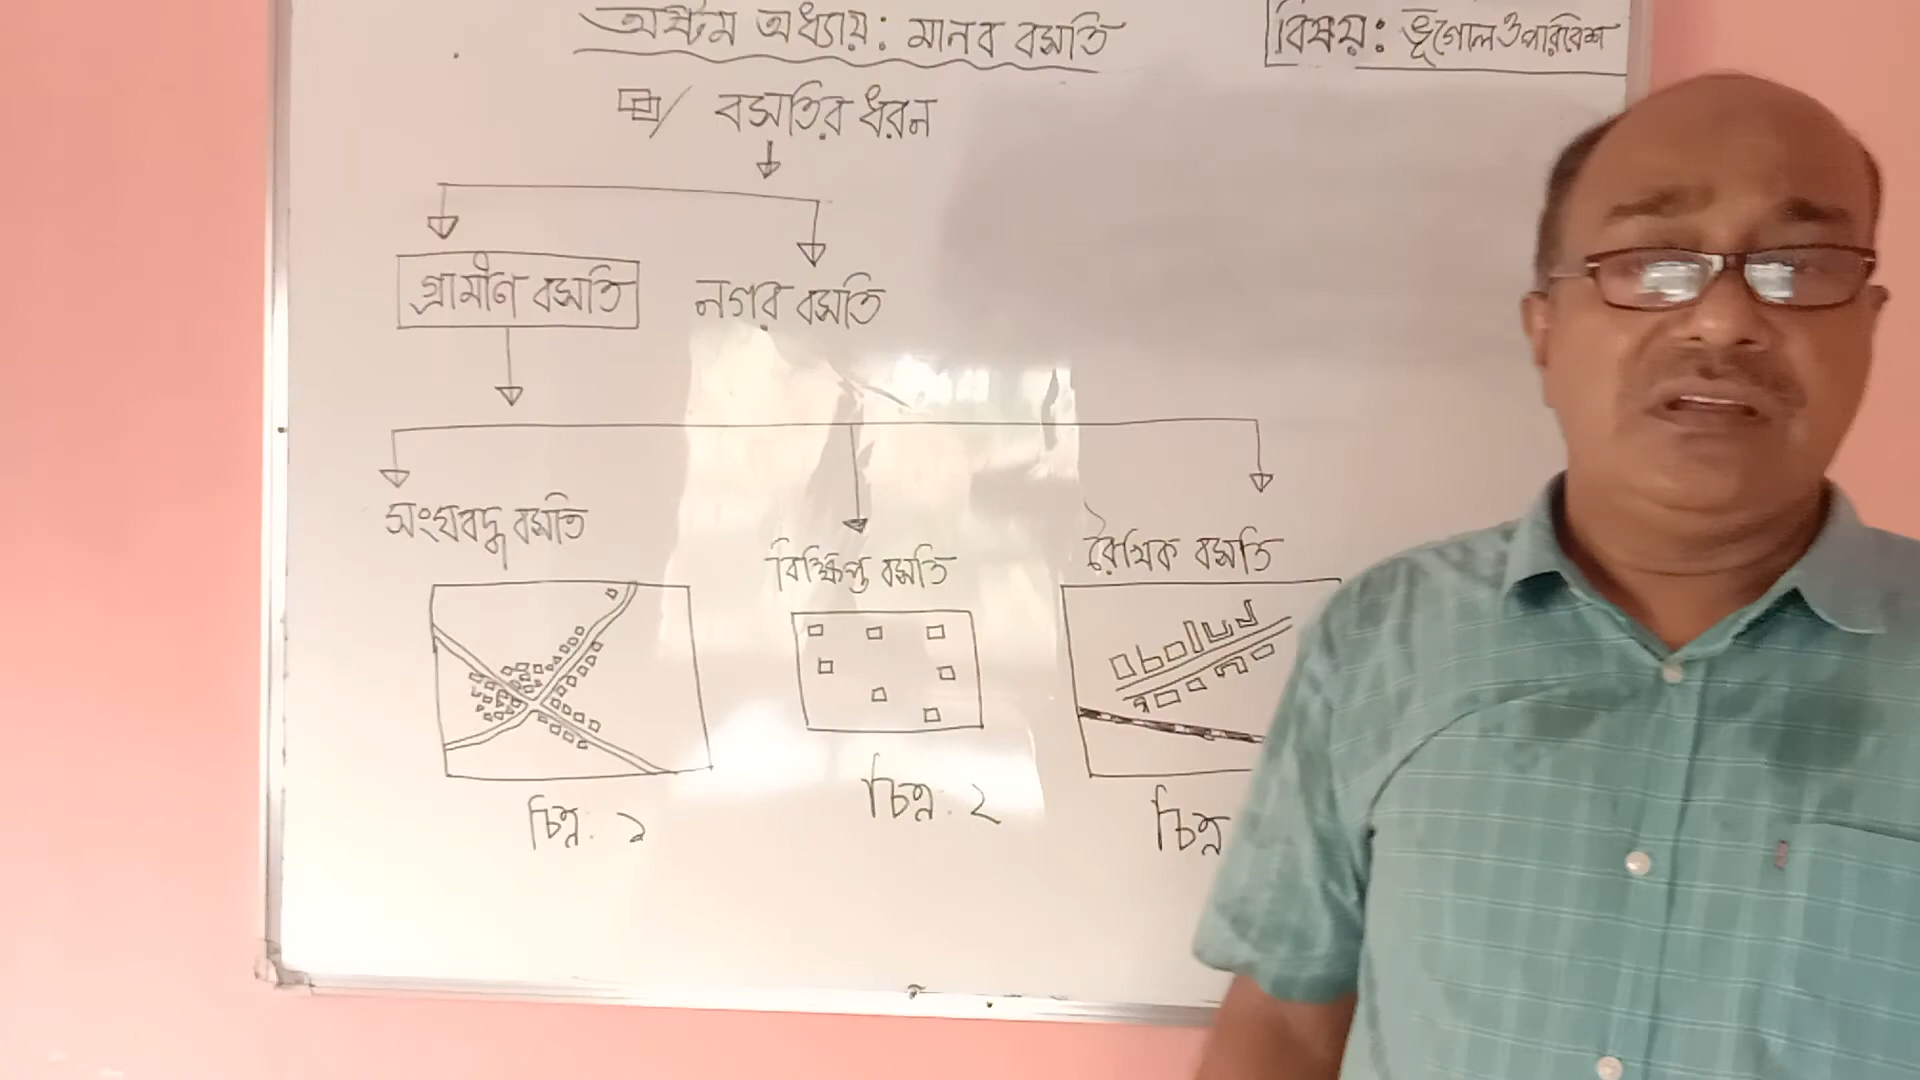 অষ্টম অধ্যায়: মানব বসতি
বিষয়: ভূগোল ও পরিবেশ
বসতির ধরন
গ্রামীণ বসতি
নগর বসতি
সংঘবদ্ধ বসতি
বিক্ষিপ্ত বসতি
রৈখিক বসতি
চিত্র: ১
চিত্র: ২
চিত্র